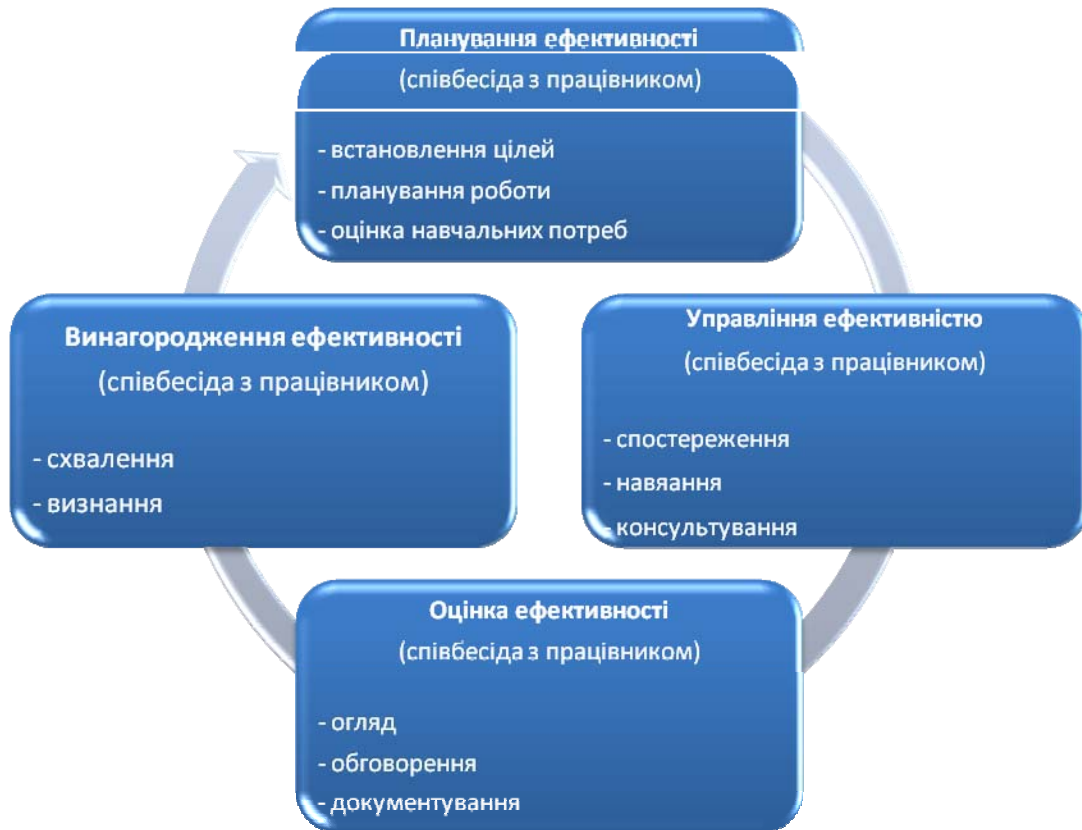 Планування ефективності
(співбесіда з працівником)
- встановлення цілей
- планування роботи
- оцінка навчальних потреб
Управління ефективністю
(співбесіда з працівником)
- спостереження
- навяання
- консультування
Оцінка ефективності
(співбесіда з працівником)
- огляд
- обговорення
- документування
Винагородження ефективності
(співбесіда з працівником)
- схвалення
- визнання